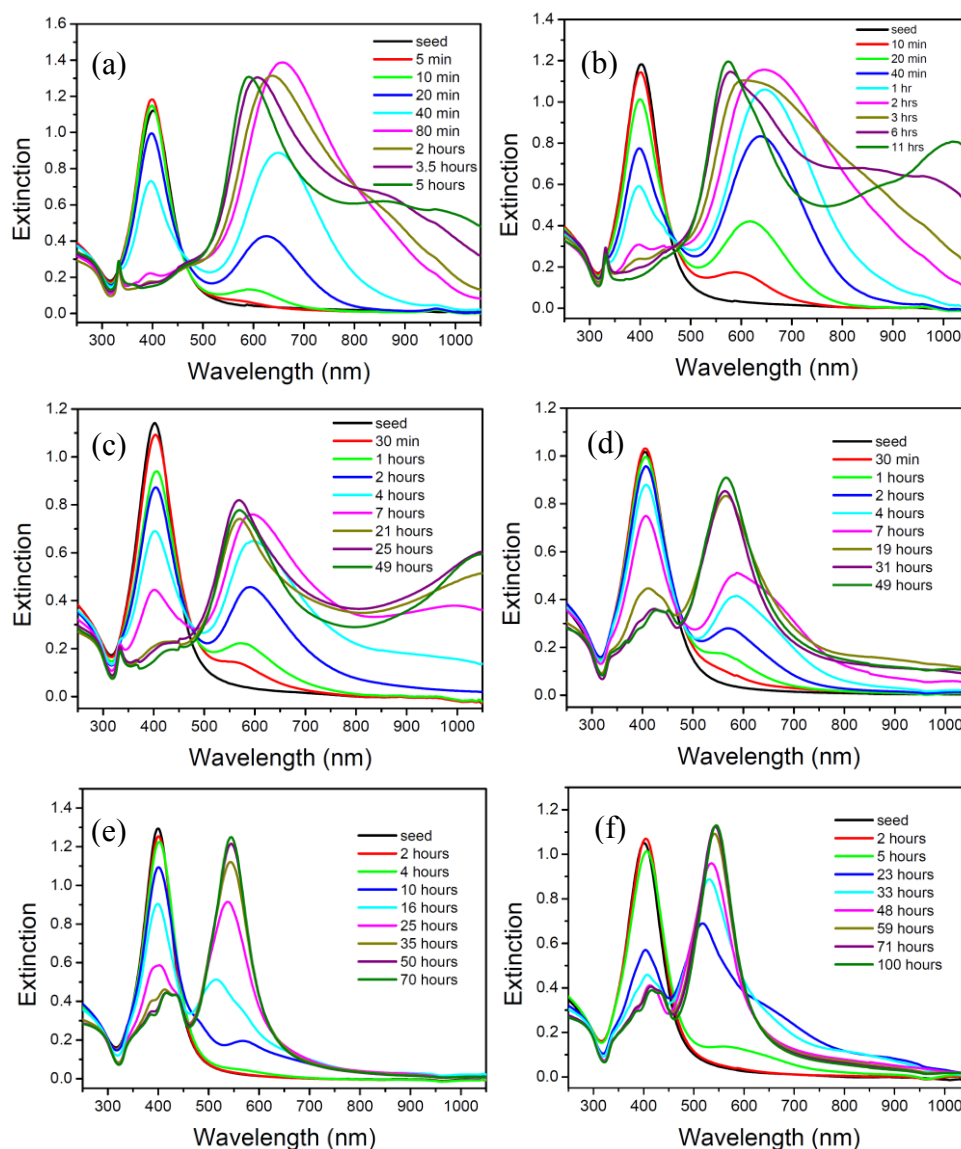 (a)
Extinction
1.6
1.4
1.2
1.0
0.8
0.6
0.4
0.2
0.0
seed
5 min
10 min
20 min
40 min
80 min
2 hours
3.5 hours
5 hours
300 400 500 600 700 800 900 1000
Wavelength (nm)
(b)
Extinction
1.4
1.2
1.0
0.8
0.6
0.4
0.2
0.0
seed
10 min
20 min
40 min
1 hr
2 hrs
3 hrs
6 hrs
11 hrs
300 400 500 600 700 800 900 1000
Wavelength (nm)
(c)
Extinction
1.2
1.0
0.8
0.6
0.4
0.2
0.0
seed
30 min
1 hours
2 hours
4 hours
7 hours
21 hours
25 hours
49 hours
300 400 500 600 700 800 900 1000
Wavelength (nm)
(d)
Extinction
1.2
1.0
0.8
0.6
0.4
0.2
0.0
seed
30 min
1 hours
2 hours
4 hours
7 hours
19 hours
31 hours
49 hours
300 400 500 600 700 800 900 1000
Wavelength (nm)
(e)
Extinction
1.4
1.2
1.0
0.8
0.6
0.4
0.2
0.0
seed
2 hours
4 hours
10 hours
16 hours
25 hours
35 hours
50 hours
70 hours
300 400 500 600 700 800 900 1000
Wavelength (nm)
(f)
Extinction
1.2
1.0
0.8
0.6
0.4
0.2
0.0
seed
2 hours
5 hours
23 hours
33 hours
48 hours
59 hours
71 hours
100 hours
300 400 500 600 700 800 900 1000
Wavelength (nm)